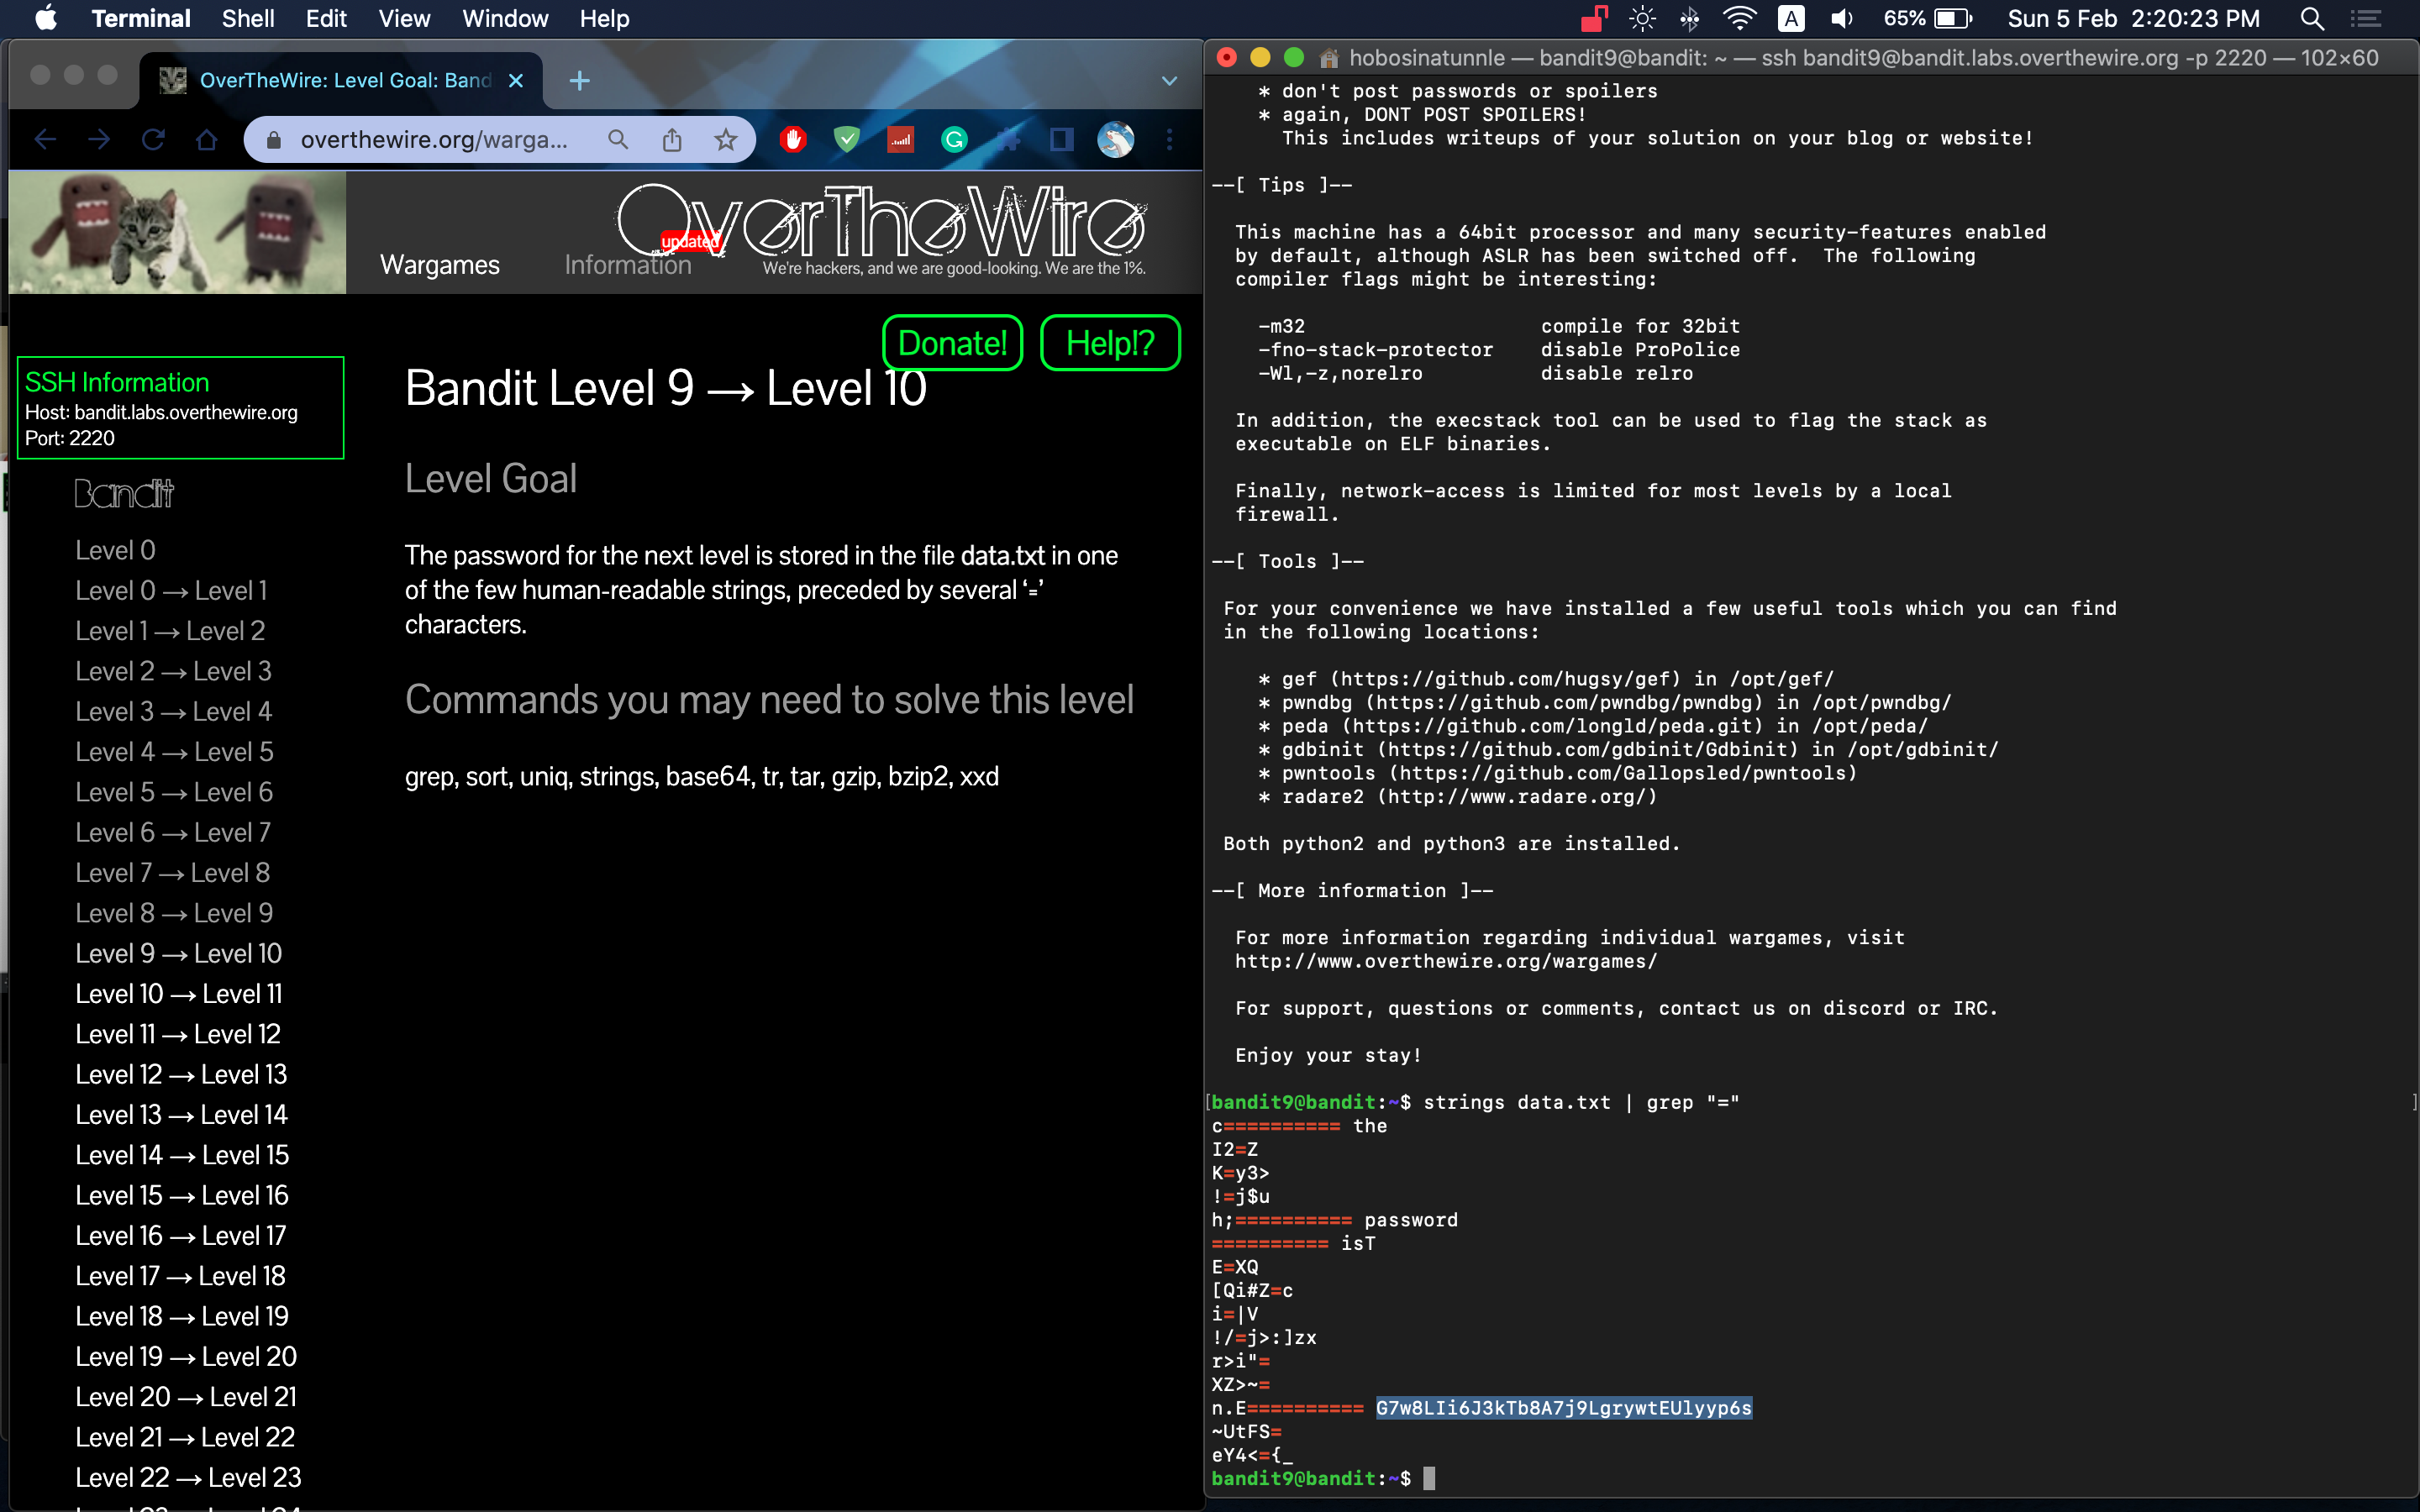 Terminal Shell Edit View Window Help
A 65% Sun 5 Feb 2:20:23 PM
OverTheWire: Level Goal: Band
overthewire.org/warga...
OverTheWire
We're hackers, and we are good-looking. We are the 1%.
updated
Wargames Information
Donate! Help!?
SSH Information
Host: bandit.labs.overthewire.org
Port: 2220
Bandit
Level 0
Level 0 → Level 1
Level 1 → Level 2
Level 2 → Level 3
Level 3 → Level 4
Level 4 → Level 5
Level 5 → Level 6
Level 6 → Level 7
Level 7 → Level 8
Level 8 → Level 9
Level 9 → Level 10
Level 10 → Level 11
Level 11 → Level 12
Level 12 → Level 13
Level 13 → Level 14
Level 14 → Level 15
Level 15 → Level 16
Level 16 → Level 17
Level 17 → Level 18
Level 18 → Level 19
Level 19 → Level 20
Level 20 → Level 21
Level 21 → Level 22
Level 22 → Level 23
Bandit Level 9 → Level 10
Level Goal
The password for the next level is stored in the file data.txt in one
of the few human-readable strings, preceded by several ‘=’
characters.
Commands you may need to solve this level
grep, sort, uniq, strings, base64, tr, tar, gzip, bzip2, xxd
hobosinatunnle — bandit9@bandit: ~ — ssh bandit9@bandit.labs.overthewire.org -p 2220 — 102×60
* don't post passwords or spoilers
* again, DONT POST SPOILERS!
This includes writeups of your solution on your blog or website!
--[ Tips ]--
This machine has a 64bit processor and many security-features enabled
by default, although ASLR has been switched off.  The following
compiler flags might be interesting:
-m32                    compile for 32bit
-fno-stack-protector    disable ProPolice
-Wl,-z,norelro          disable relro
In addition, the execstack tool can be used to flag the stack as
executable on ELF binaries.
Finally, network-access is limited for most levels by a local
firewall.
--[ Tools ]--
For your convenience we have installed a few useful tools which you can find
in the following locations:
* gef (https://github.com/hugsy/gef) in /opt/gef/
* pwndbg (https://github.com/pwndbg/pwndbg) in /opt/pwndbg/
* peda (https://github.com/longld/peda.git) in /opt/peda/
* gdbinit (https://github.com/gdbinit/Gdbinit) in /opt/gdbinit/
* pwntools (https://github.com/Gallopsled/pwntools)
* radare2 (http://www.radare.org/)
Both python2 and python3 are installed.
--[ More information ]--
For more information regarding individual wargames, visit
http://www.overthewire.org/wargames/
For support, questions or comments, contact us on discord or IRC.
Enjoy your stay!
[bandit9@bandit:~$ strings data.txt | grep "=" ]
c========== the
I2=Z
K=y3>
!=j$u
h;========== password
========== isT
E=XQ
[Qi#Z=c
i=|V
!/=j>:]zx
r>i"=
XZ>~=
n.E========== G7w8LIi6J3kTb8A7j9LgrywtEUlyyp6s
~UtFS=
eY4<={_
bandit9@bandit:~$